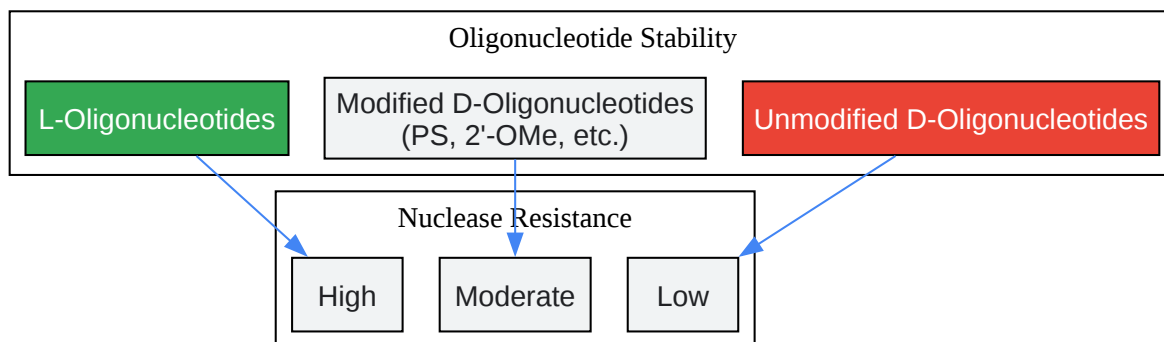 Oligonucleotide Stability
L-Oligonucleotides
Modified D-Oligonucleotides
(PS, 2'-OMe, etc.)
Unmodified D-Oligonucleotides
Nuclease Resistance
High
Moderate
Low